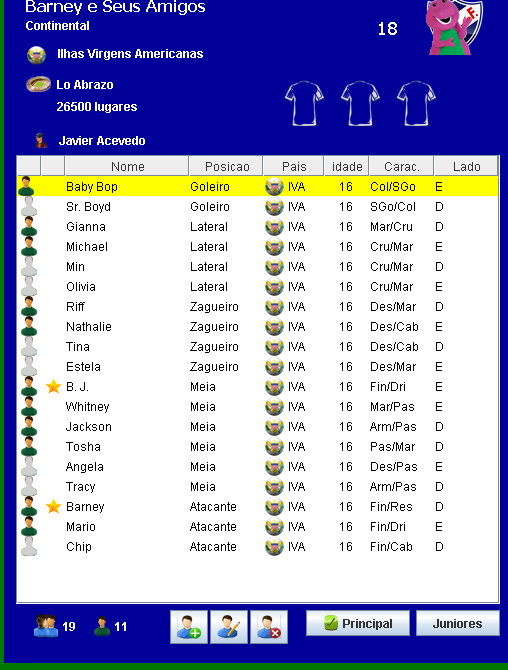 Barney e Seus Amigos
Continental
18
F.
Ilhas Virgens Americanas
Lo Abrazo
26500 lugares
Javier Acevedo
Nome Posicao Pais idade Carac. Lado
Baby Bop Goleiro IVA 16 Col/SGo E
Sr. Boyd Goleiro IVA 16 SGo/Col D
Gianna Lateral IVA 16 Mar/Cru D
Michael Lateral IVA 16 Cru/Mar E
Min Lateral IVA 16 Cru/Mar D
Olivia Lateral IVA 16 Cru/Mar E
Riff Zagueiro IVA 16 Des/Mar D
Nathalie Zagueiro IVA 16 Des/Cab E
Tina Zagueiro IVA 16 Des/Cab D
Estela Zagueiro IVA 16 Des/Mar E
B. J. Meia IVA 16 Fin/Dri E
Whitney Meia IVA 16 Mar/Pas E
Jackson Meia IVA 16 Arm/Pas D
Tosha Meia IVA 16 Pas/Mar D
Angela Meia IVA 16 Des/Pas E
Tracy Meia IVA 16 Arm/Pas D
Barney Atacante IVA 16 Fin/Res D
Mario Atacante IVA 16 Fin/Dri E
Chip Atacante IVA 16 Fin/Cab D
19 11 Principal Juniores